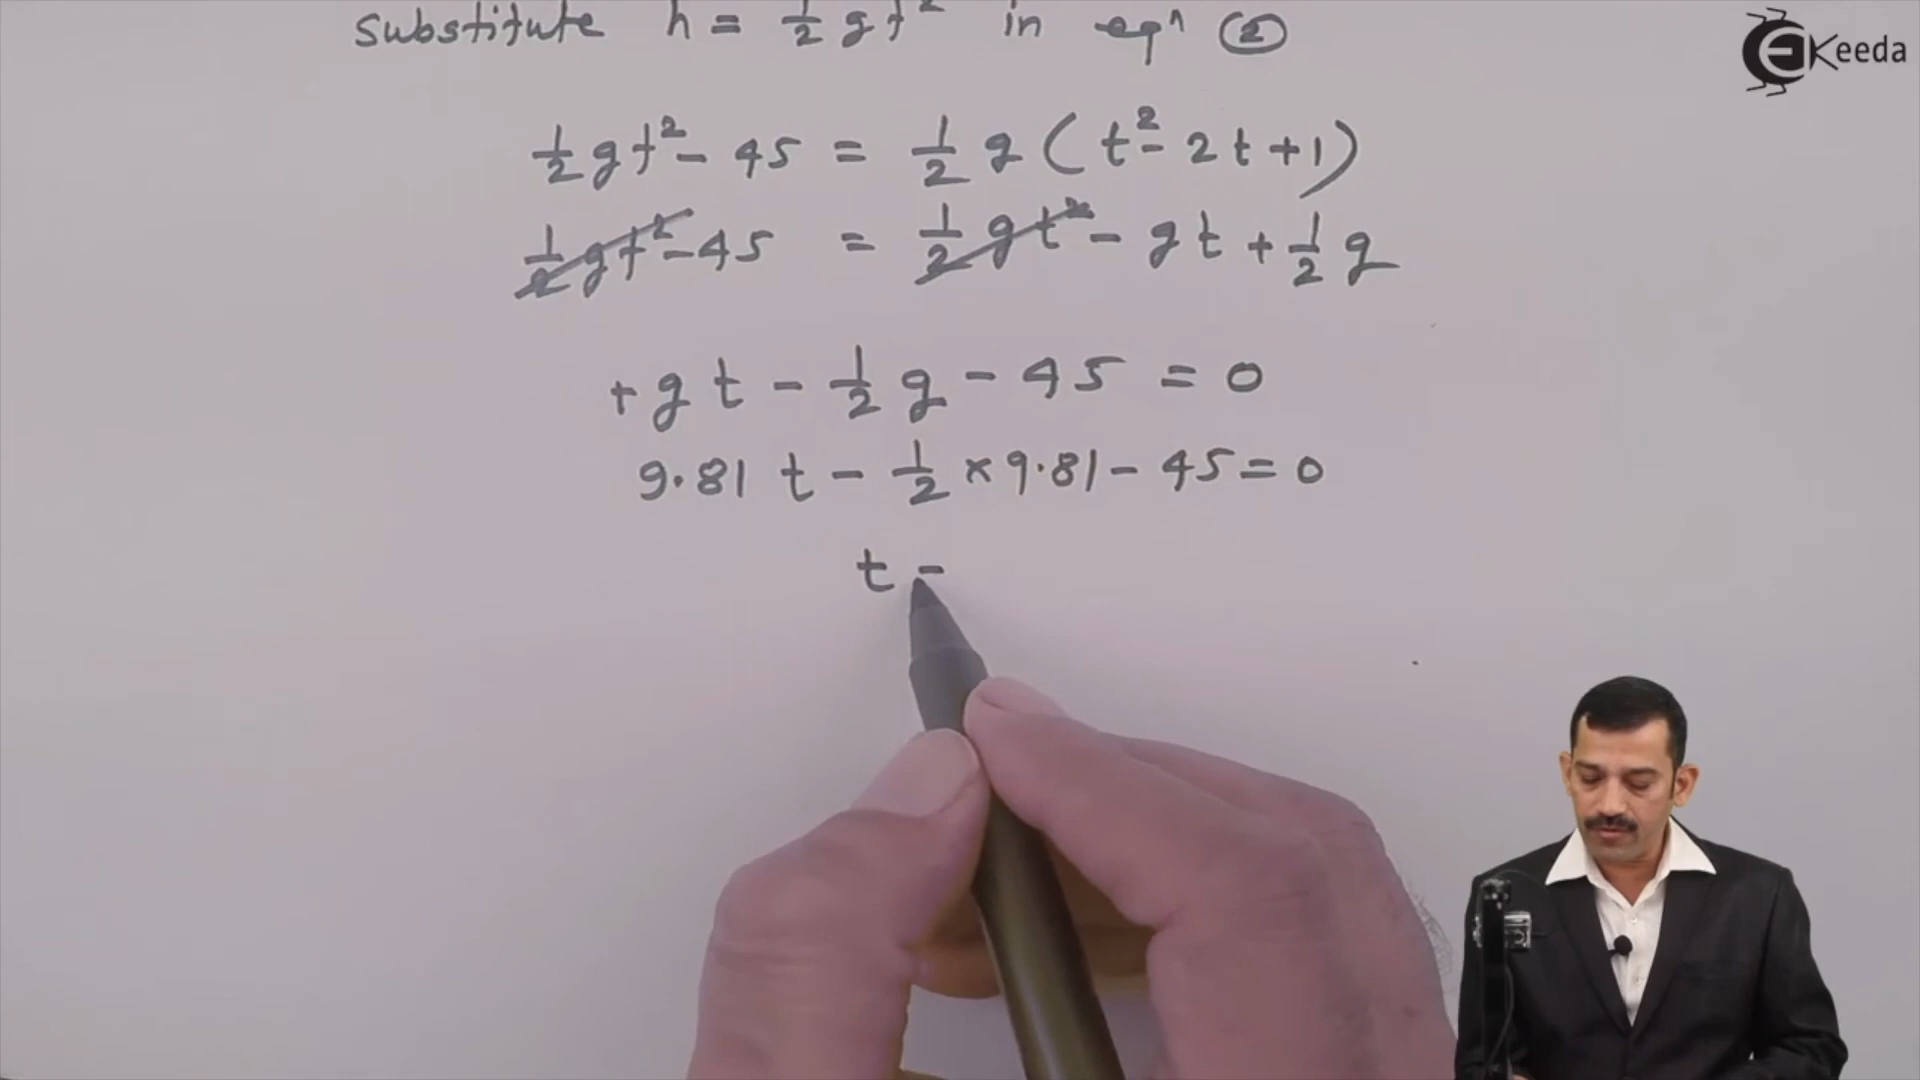 substitute h = 1/2 gt² in eqⁿ ②
EKeeda
1/2 gt² - 45 = 1/2 g (t² - 2t + 1)
1/2 gt² - 45 = 1/2 gt² - gt + 1/2 g
+ g t - 1/2 g - 45 = 0
9.81 t - 1/2 × 9.81 - 45 = 0
t -